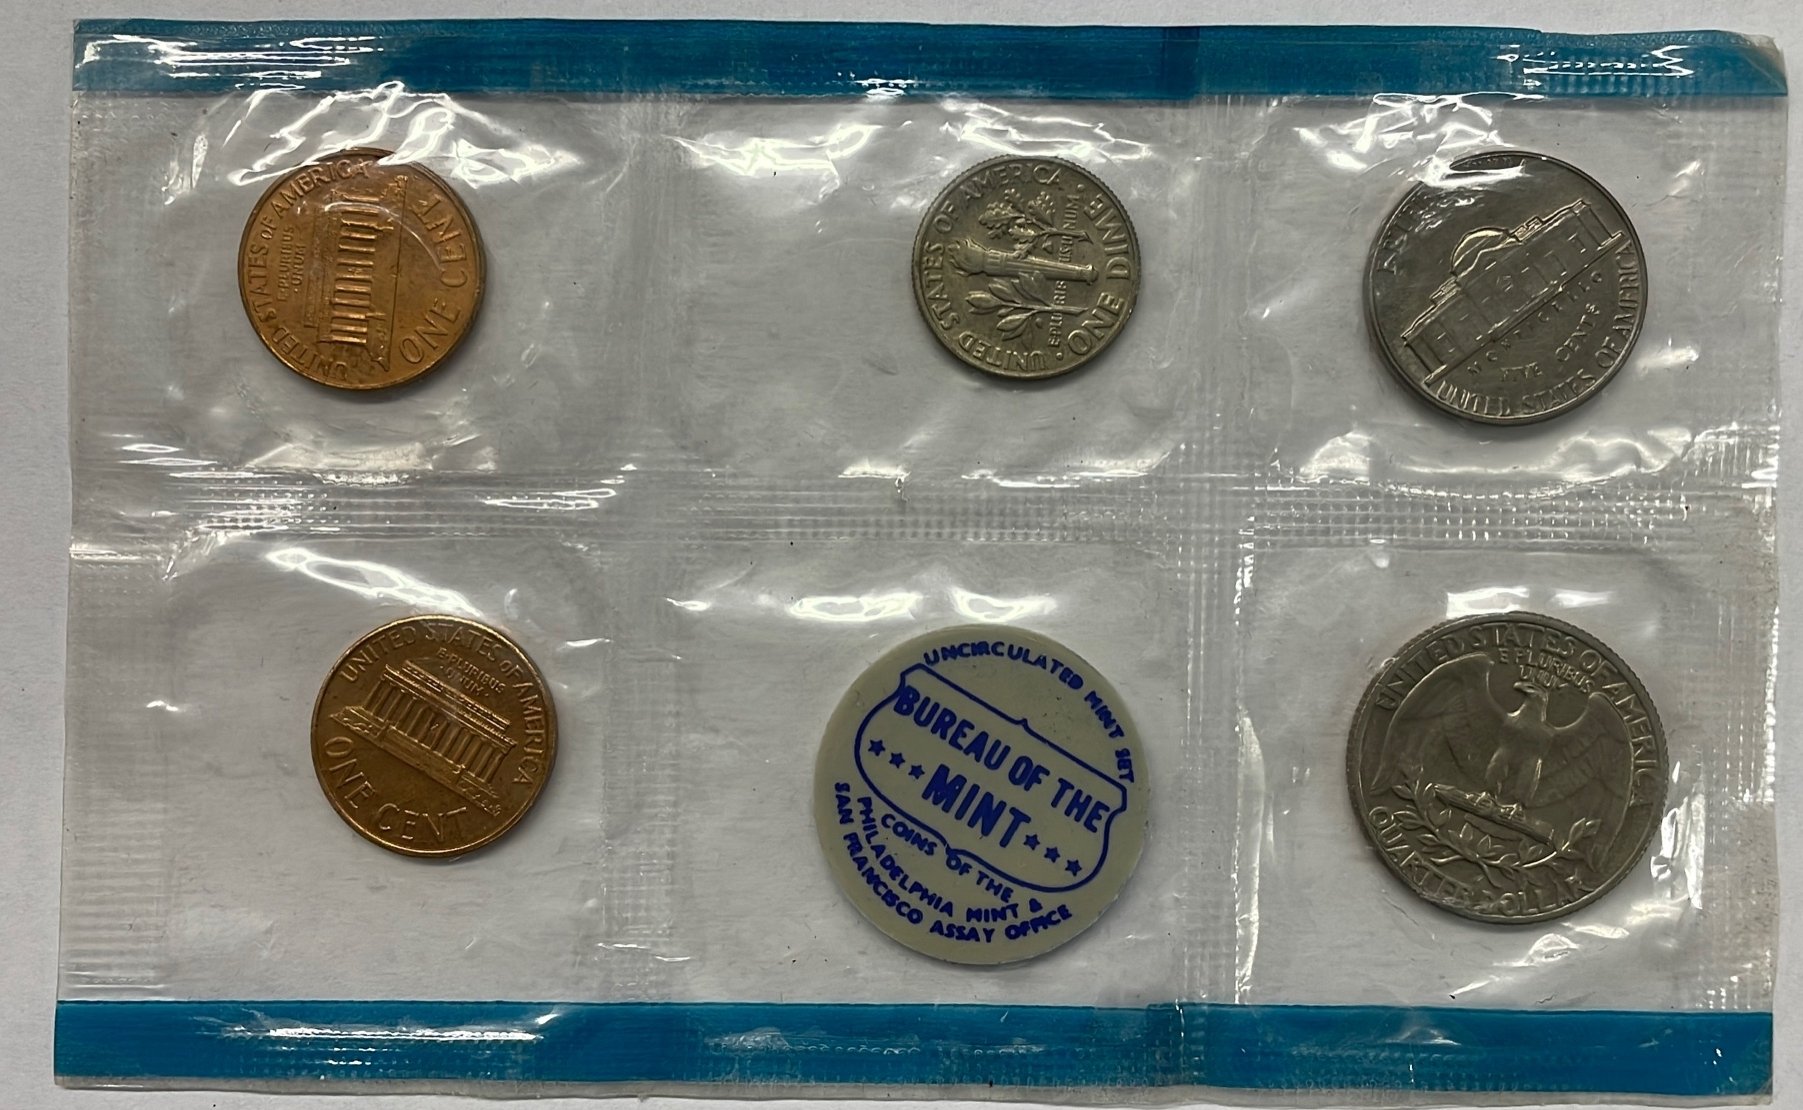 UNITED STATES OF AMERICA
E·PLURIBUS
·UNUM·
ONE CENT
UNITED STATES OF AMERICA
E·PLURIBUS UNUM
ONE DIME
MONTICELLO
FIVE CENTS
UNITED STATES OF AMERICA
UNITED STATES OF AMERICA
E·PLURIBUS
·UNUM·
ONE CENT
UNCIRCULATED MINT SET
BUREAU OF THE
MINT
COINS OF THE
PHILADELPHIA MINT &
SAN FRANCISCO ASSAY OFFICE
UNITED STATES OF AMERICA
E PLURIBUS
UNUM
QUARTER DOLLAR